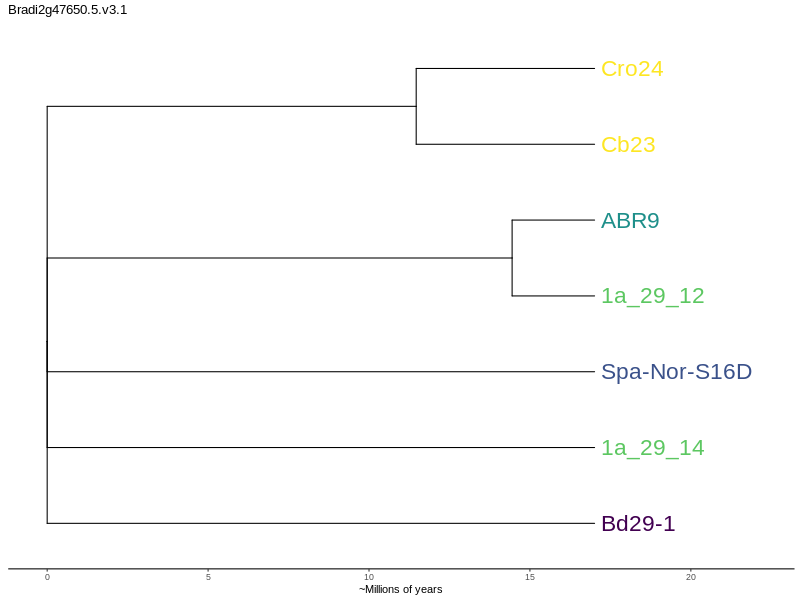 Bradi2g47650.5.v3.1
Cro24
Cb23
ABR9
1a_29_12
Spa-Nor-S16D
1a_29_14
Bd29-1
0 5 10 15 20
~Millions of years